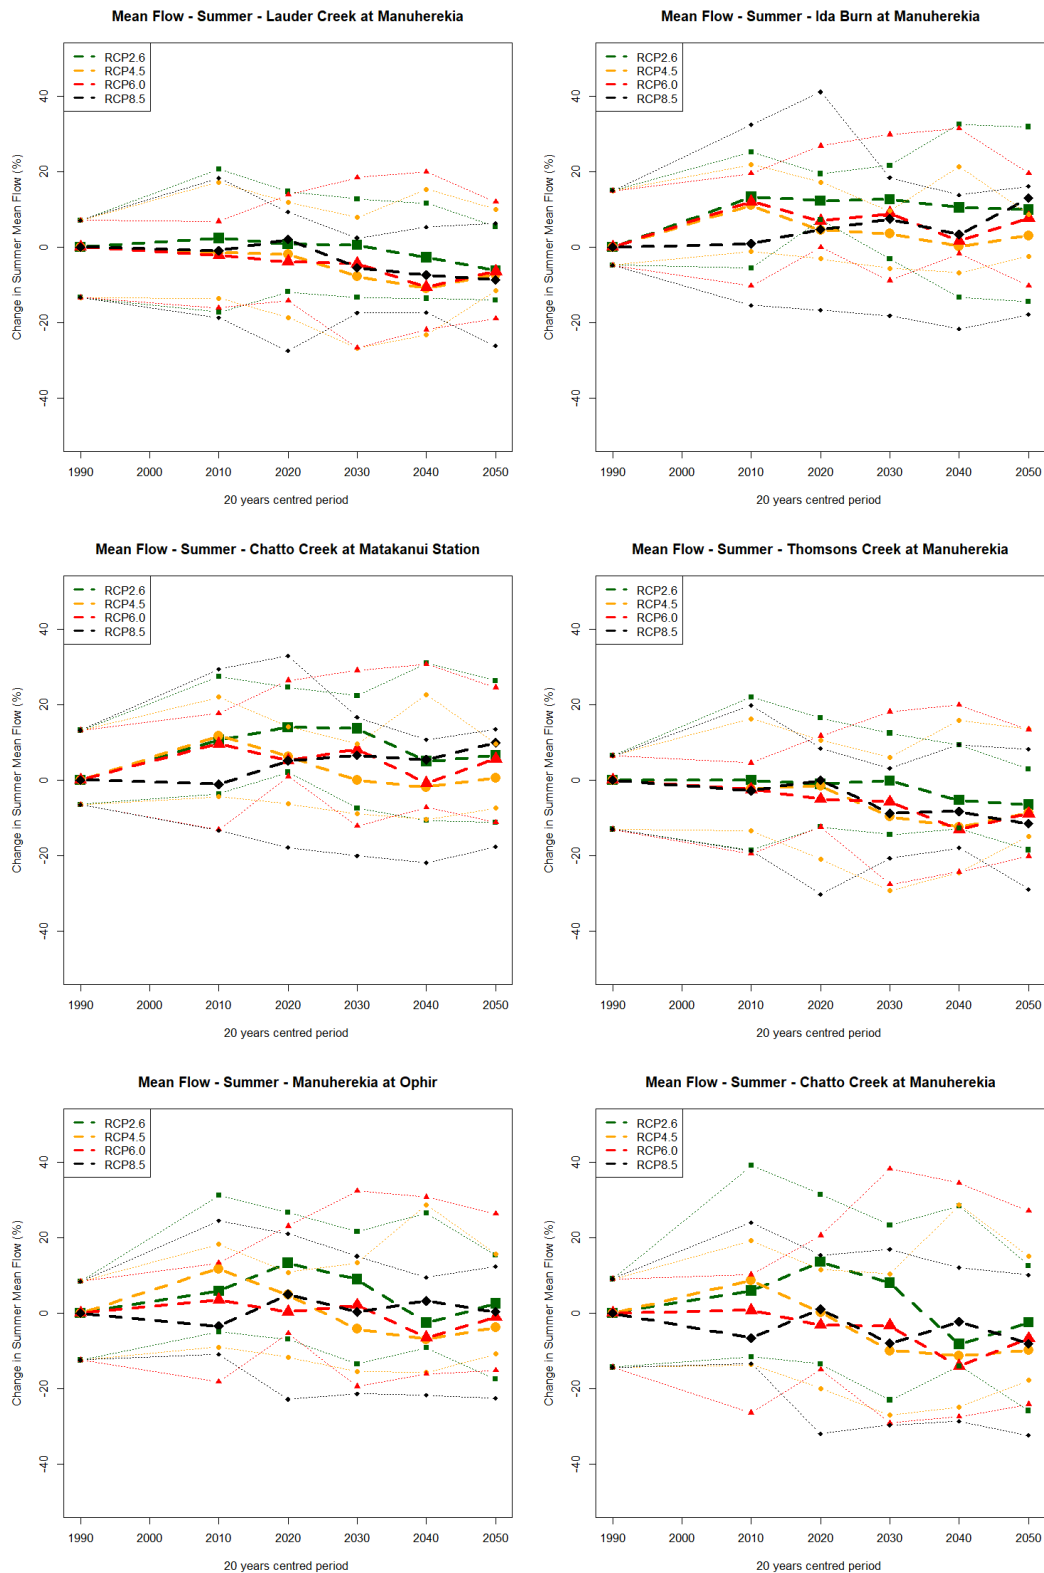 Mean Flow - Summer - Lauder Creek at Manuherekia
RCP2.6
RCP4.5
RCP6.0
RCP8.5
Change in Summer Mean Flow (%)
40
20
0
-20
-40
1990 2000 2010 2020 2030 2040 2050
20 years centred period
Mean Flow - Summer - Ida Burn at Manuherekia
RCP2.6
RCP4.5
RCP6.0
RCP8.5
Change in Summer Mean Flow (%)
40
20
0
-20
-40
1990 2000 2010 2020 2030 2040 2050
20 years centred period
Mean Flow - Summer - Chatto Creek at Matakanui Station
RCP2.6
RCP4.5
RCP6.0
RCP8.5
Change in Summer Mean Flow (%)
40
20
0
-20
-40
1990 2000 2010 2020 2030 2040 2050
20 years centred period
Mean Flow - Summer - Thomsons Creek at Manuherekia
RCP2.6
RCP4.5
RCP6.0
RCP8.5
Change in Summer Mean Flow (%)
40
20
0
-20
-40
1990 2000 2010 2020 2030 2040 2050
20 years centred period
Mean Flow - Summer - Manuherekia at Ophir
RCP2.6
RCP4.5
RCP6.0
RCP8.5
Change in Summer Mean Flow (%)
40
20
0
-20
-40
1990 2000 2010 2020 2030 2040 2050
20 years centred period
Mean Flow - Summer - Chatto Creek at Manuherekia
RCP2.6
RCP4.5
RCP6.0
RCP8.5
Change in Summer Mean Flow (%)
40
20
0
-20
-40
1990 2000 2010 2020 2030 2040 2050
20 years centred period